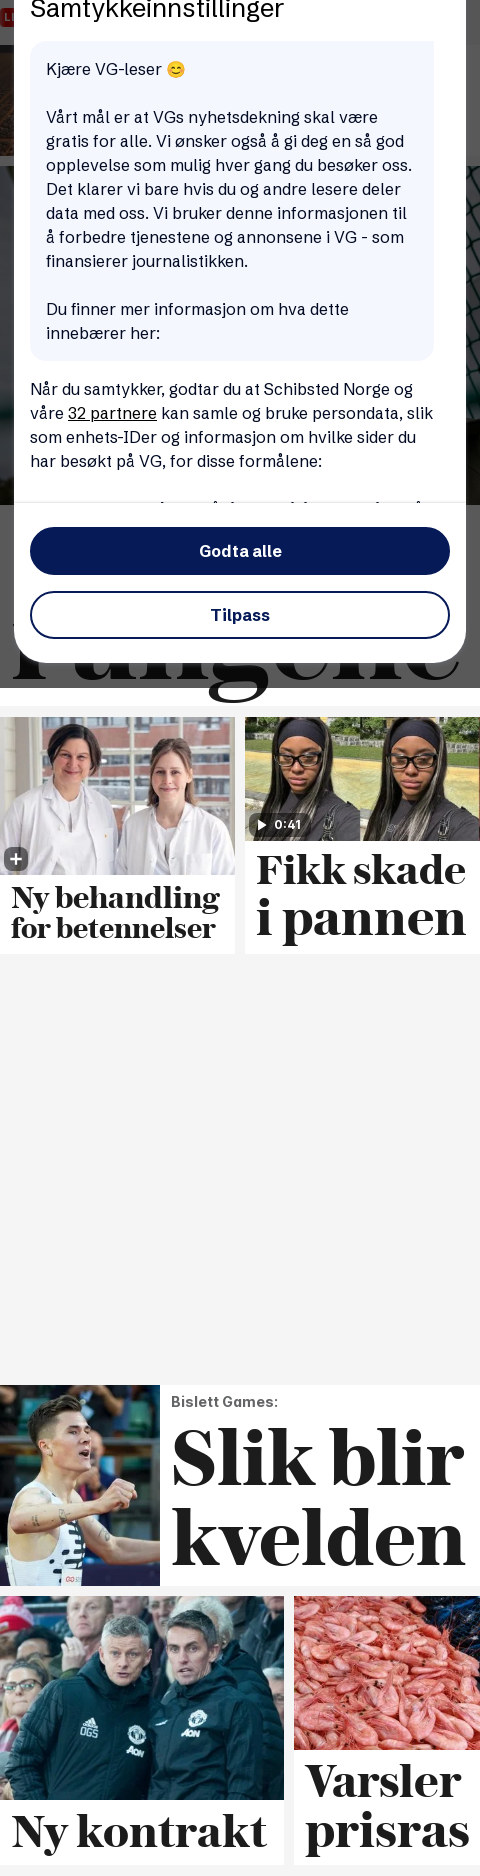 Samtykkeinnstillinger
Kjære VG-leser 😊
Vårt mål er at VGs nyhetsdekning skal være
gratis for alle. Vi ønsker også å gi deg en så god
opplevelse som mulig hver gang du besøker oss.
Det klarer vi bare hvis du og andre lesere deler
data med oss. Vi bruker denne informasjonen til
å forbedre tjenestene og annonsene i VG - som
finansierer journalistikken.
Du finner mer informasjon om hva dette
innebærer her:
Når du samtykker, godtar du at Schibsted Norge og
våre 32 partnere kan samle og bruke persondata, slik
som enhets-IDer og informasjon om hvilke sider du
har besøkt på VG, for disse formålene:
Godta alle
Tilpass
0:41
Ny behandling
for betennelser
Fikk skade
i pannen
Bislett Games:
Slik blir
kvelden
OGS
AON
AON
Ny kontrakt
Varsler
prisras